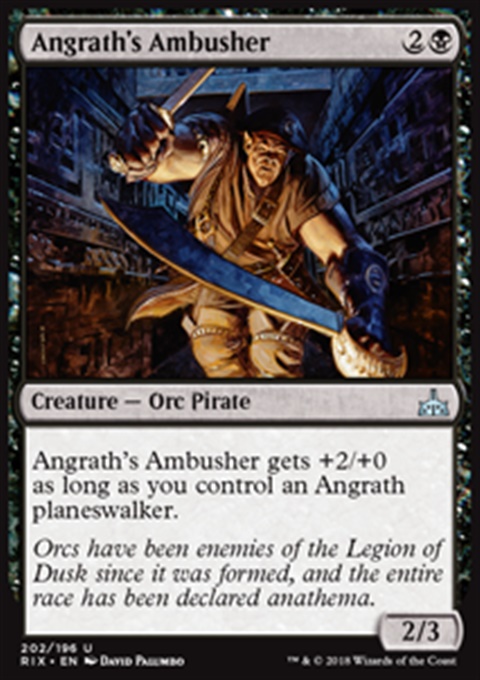 Angrath's Ambusher 2
Creature — Orc Pirate
Angrath's Ambusher gets +2/+0
as long as you control an Angrath
planeswalker.
Orcs have been enemies of the Legion of
Dusk since it was formed, and the entire
race has been declared anathema.
2/3
202/196 U
RIX • EN David Palumbo
™ & © 2018 Wizards of the Coast